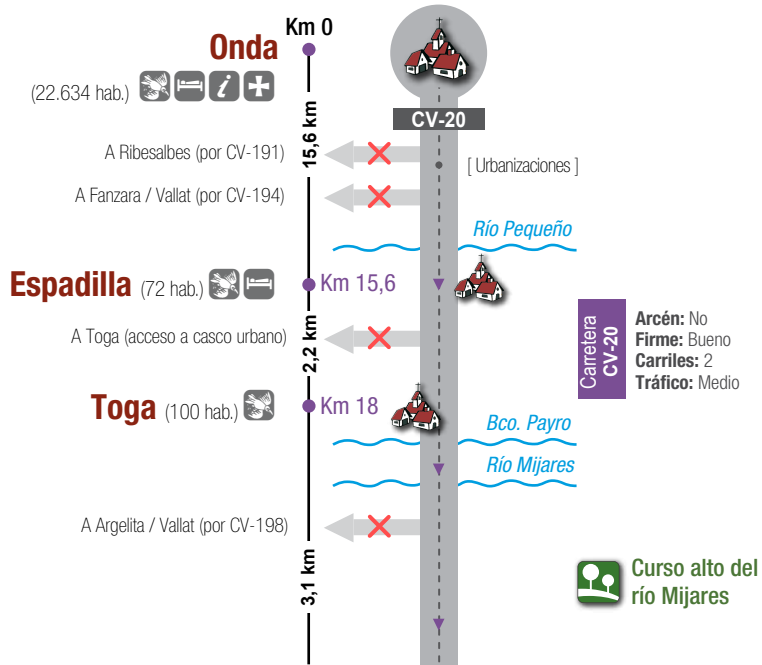 Km 0
Onda
(22.634 hab.)
CV-20
15,6 km
A Ribesalbes (por CV-191)
[ Urbanizaciones ]
A Fanzara / Vallat (por CV-194)
Río Pequeño
Espadilla (72 hab.)
Km 15,6
A Toga (acceso a casco urbano)
2,2 km
Carretera
CV-20
Arcén: No
Firme: Bueno
Carriles: 2
Tráfico: Medio
Toga (100 hab.)
Km 18
Bco. Payro
Río Mijares
A Argelita / Vallat (por CV-198)
3,1 km
Curso alto del
río Mijares